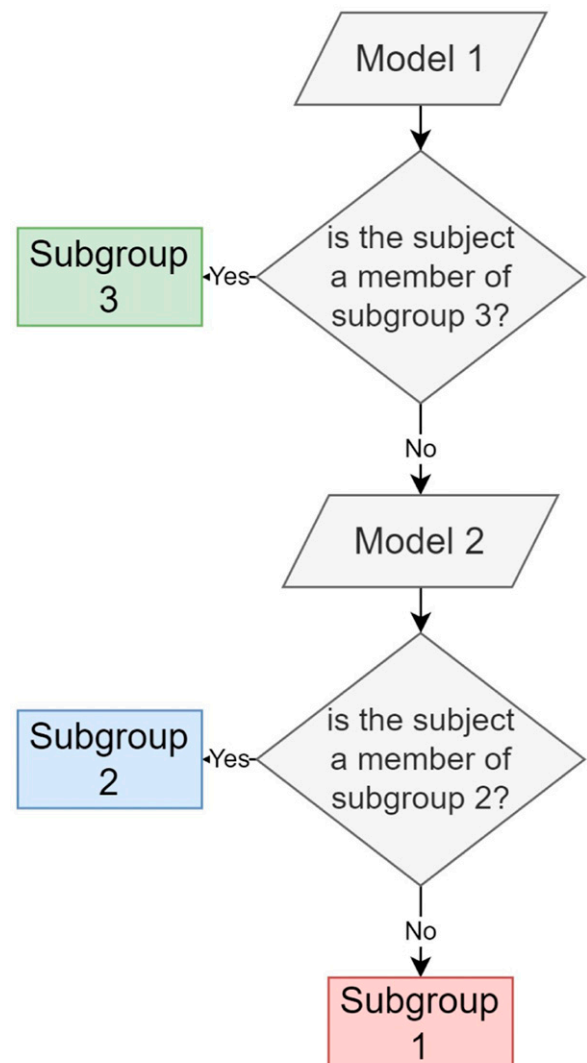 Model 1
is the subject
a member of
subgroup 3?
Yes
Subgroup
3
No
Model 2
is the subject
a member of
subgroup 2?
Yes
Subgroup
2
No
Subgroup
1